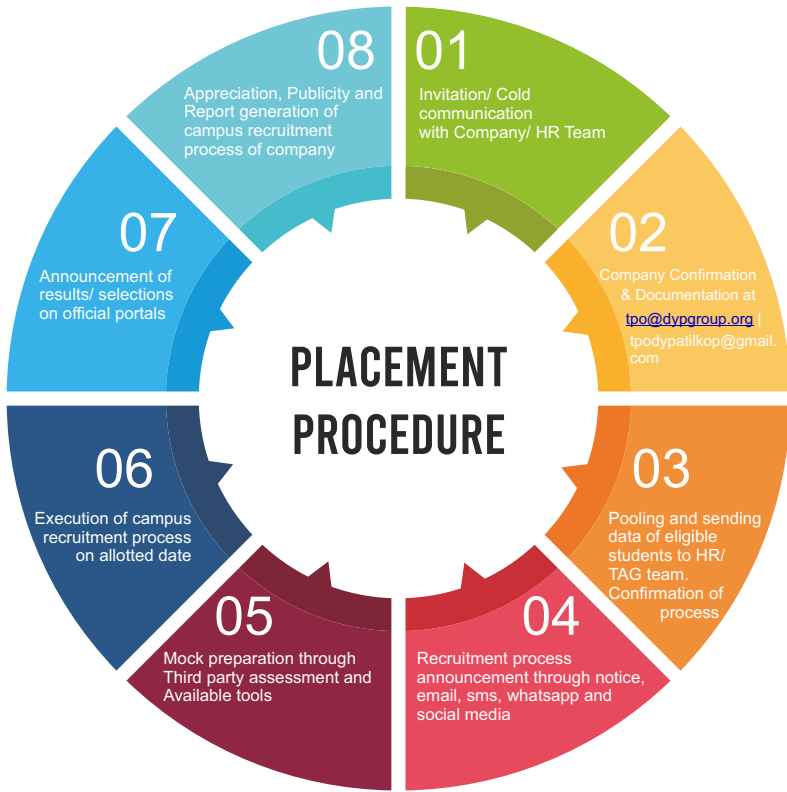 PLACEMENT
PROCEDURE
01
Invitation/ Cold
communication
with Company/ HR Team
02
Company Confirmation
& Documentation at
tpo@dypgroup.org |
tpodypatilkop@gmail.
com
03
Pooling and sending
data of eligible
students to HR/
TAG team.
Confirmation of
process
04
Recruitment process
announcement through notice,
email, sms, whatsapp and
social media
05
Mock preparation through
Third party assessment and
Available tools
06
Execution of campus
recruitment process
on allotted date
07
Announcement of
results/ selections
on official portals
08
Appreciation, Publicity and
Report generation of
campus recruitment
process of company